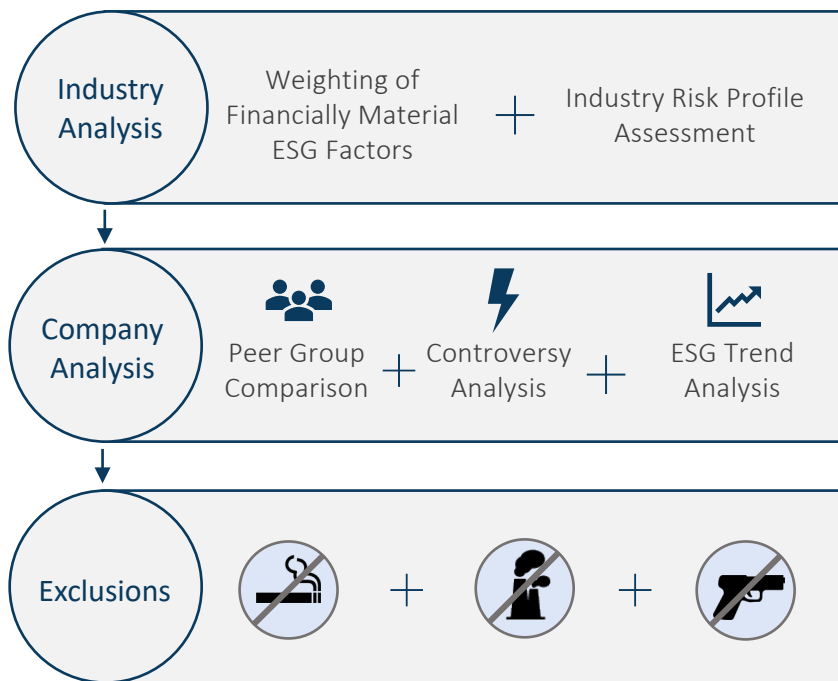 Industry
Analysis
Weighting of
Financially Material
ESG Factors
Industry Risk Profile
Assessment
Company
Analysis
Peer Group
Comparison
Controversy
Analysis
ESG Trend
Analysis
Exclusions